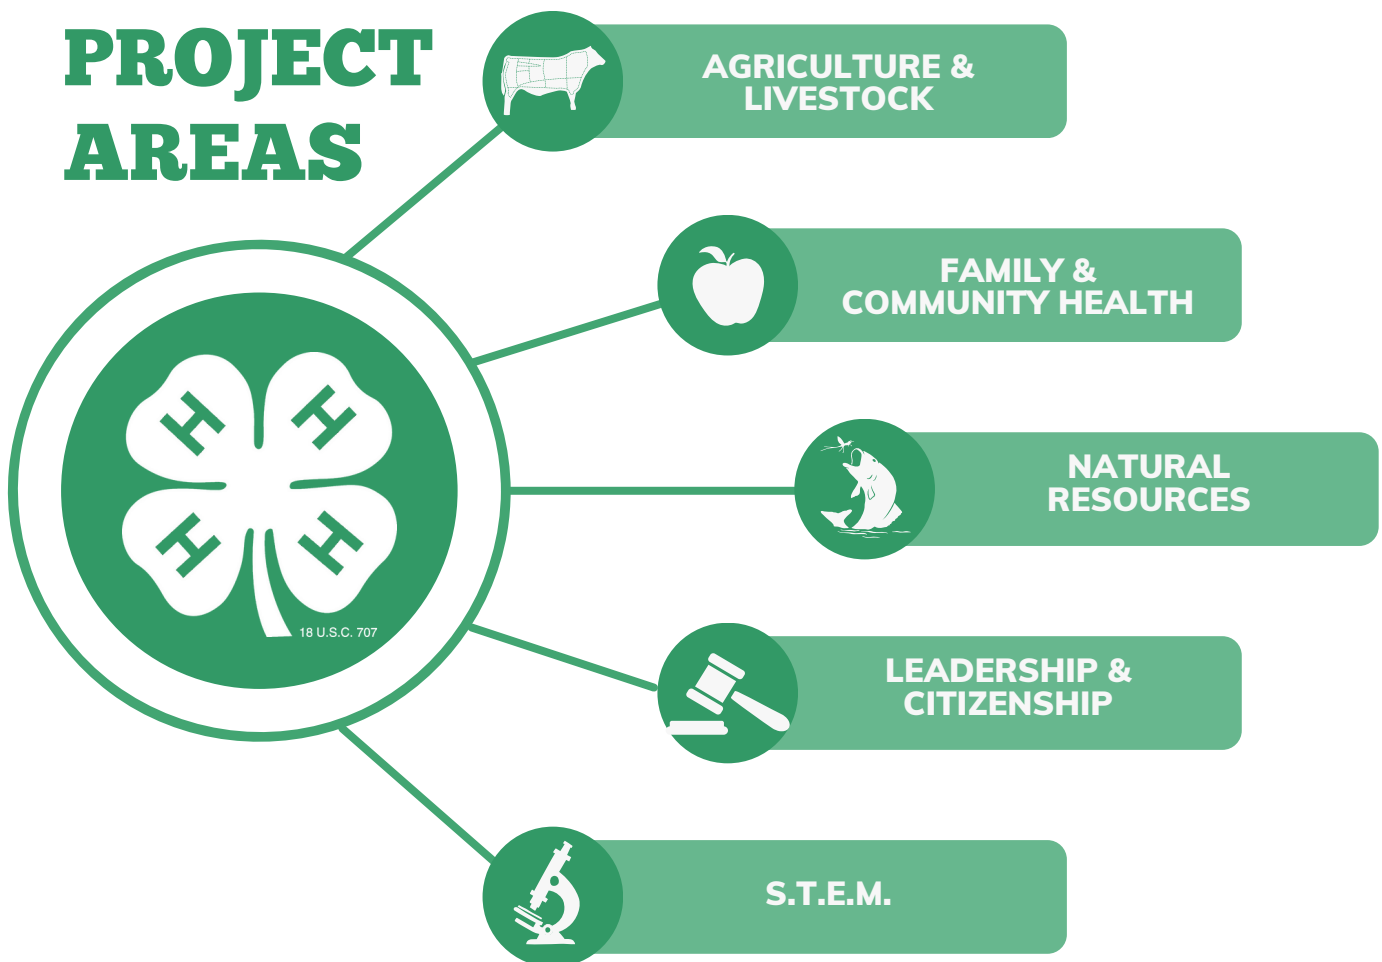 PROJECT
AREAS
AGRICULTURE &
LIVESTOCK
FAMILY &
COMMUNITY HEALTH
H H
H H
18 U.S.C. 707
NATURAL
RESOURCES
LEADERSHIP &
CITIZENSHIP
S.T.E.M.